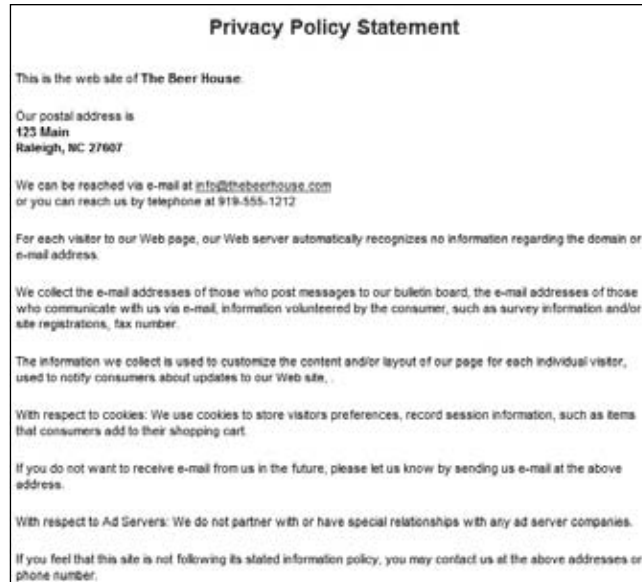 Privacy Policy Statement
This is the web site of The Beer House.
Our postal address is
123 Main
Raleigh, NC 27607
We can be reached via e-mail at info@thebeerhouse.com
or you can reach us by telephone at 919-555-1212
For each visitor to our Web page, our Web server automatically recognizes no information regarding the domain or
e-mail address.
We collect the e-mail addresses of those who post messages to our bulletin board, the e-mail addresses of those
who communicate with us via e-mail, information volunteered by the consumer, such as survey information and/or
site registrations, fax number.
The information we collect is used to customize the content and/or layout of our page for each individual visitor,
used to notify consumers about updates to our Web site, .
With respect to cookies: We use cookies to store visitors preferences, record session information, such as items
that consumers add to their shopping cart.
If you do not want to receive e-mail from us in the future, please let us know by sending us e-mail at the above
address.
With respect to Ad Servers: We do not partner with or have special relationships with any ad server companies.
If you feel that this site is not following its stated information policy, you may contact us at the above addresses or
phone number.